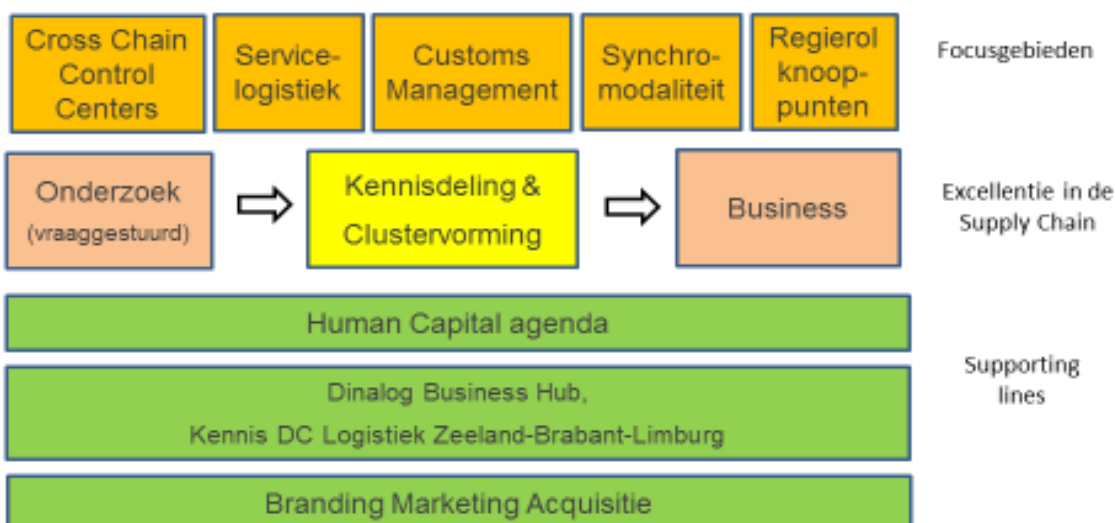 Cross Chain
Control
Centers
Service-
logistiek
Customs
Management
Synchro-
modaliteit
Regierol
knoop-
punten
Focusgebieden
Onderzoek
(vraaggestuurd)
Kennisdeling &
Clustervorming
Business
Excellentie in de
Supply Chain
Human Capital agenda
Dinalog Business Hub,
Kennis DC Logistiek Zeeland-Brabant-Limburg
Supporting
lines
Branding Marketing Acquisitie